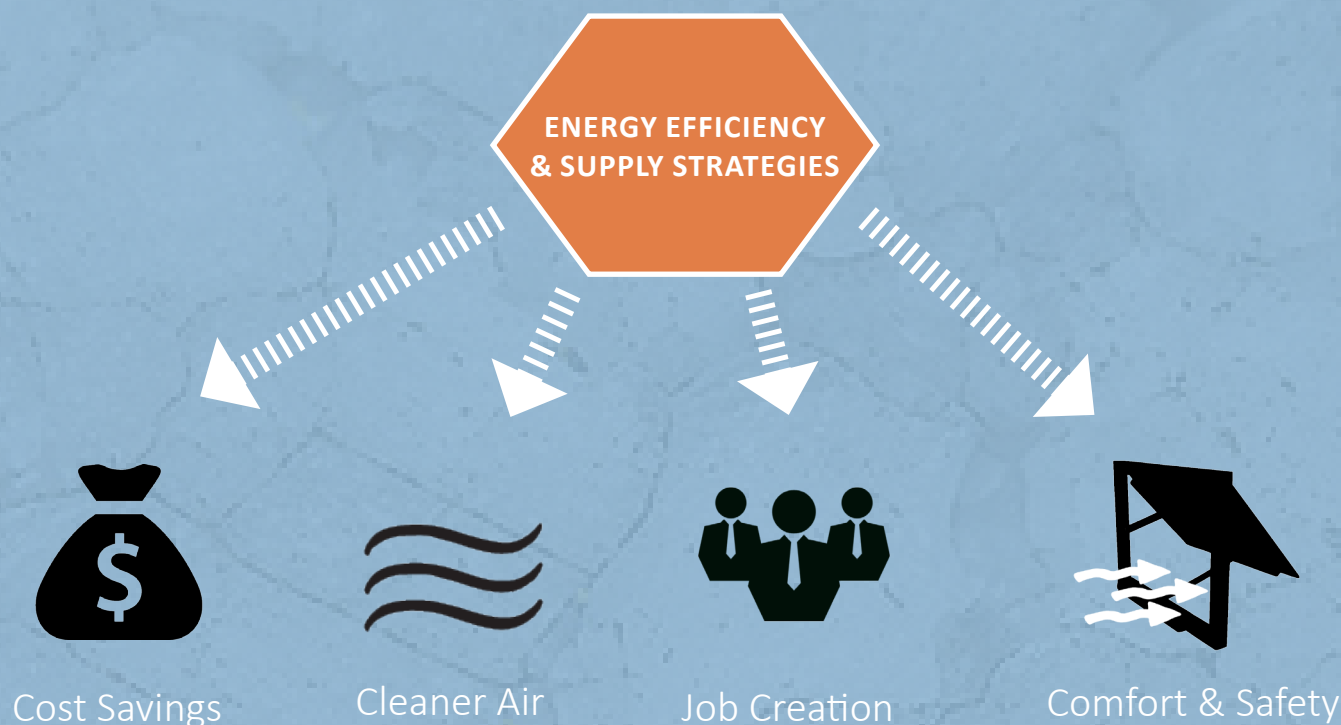 ENERGY EFFICIENCY
& SUPPLY STRATEGIES
$
Cost Savings
Cleaner Air
Job Creation
Comfort & Safety